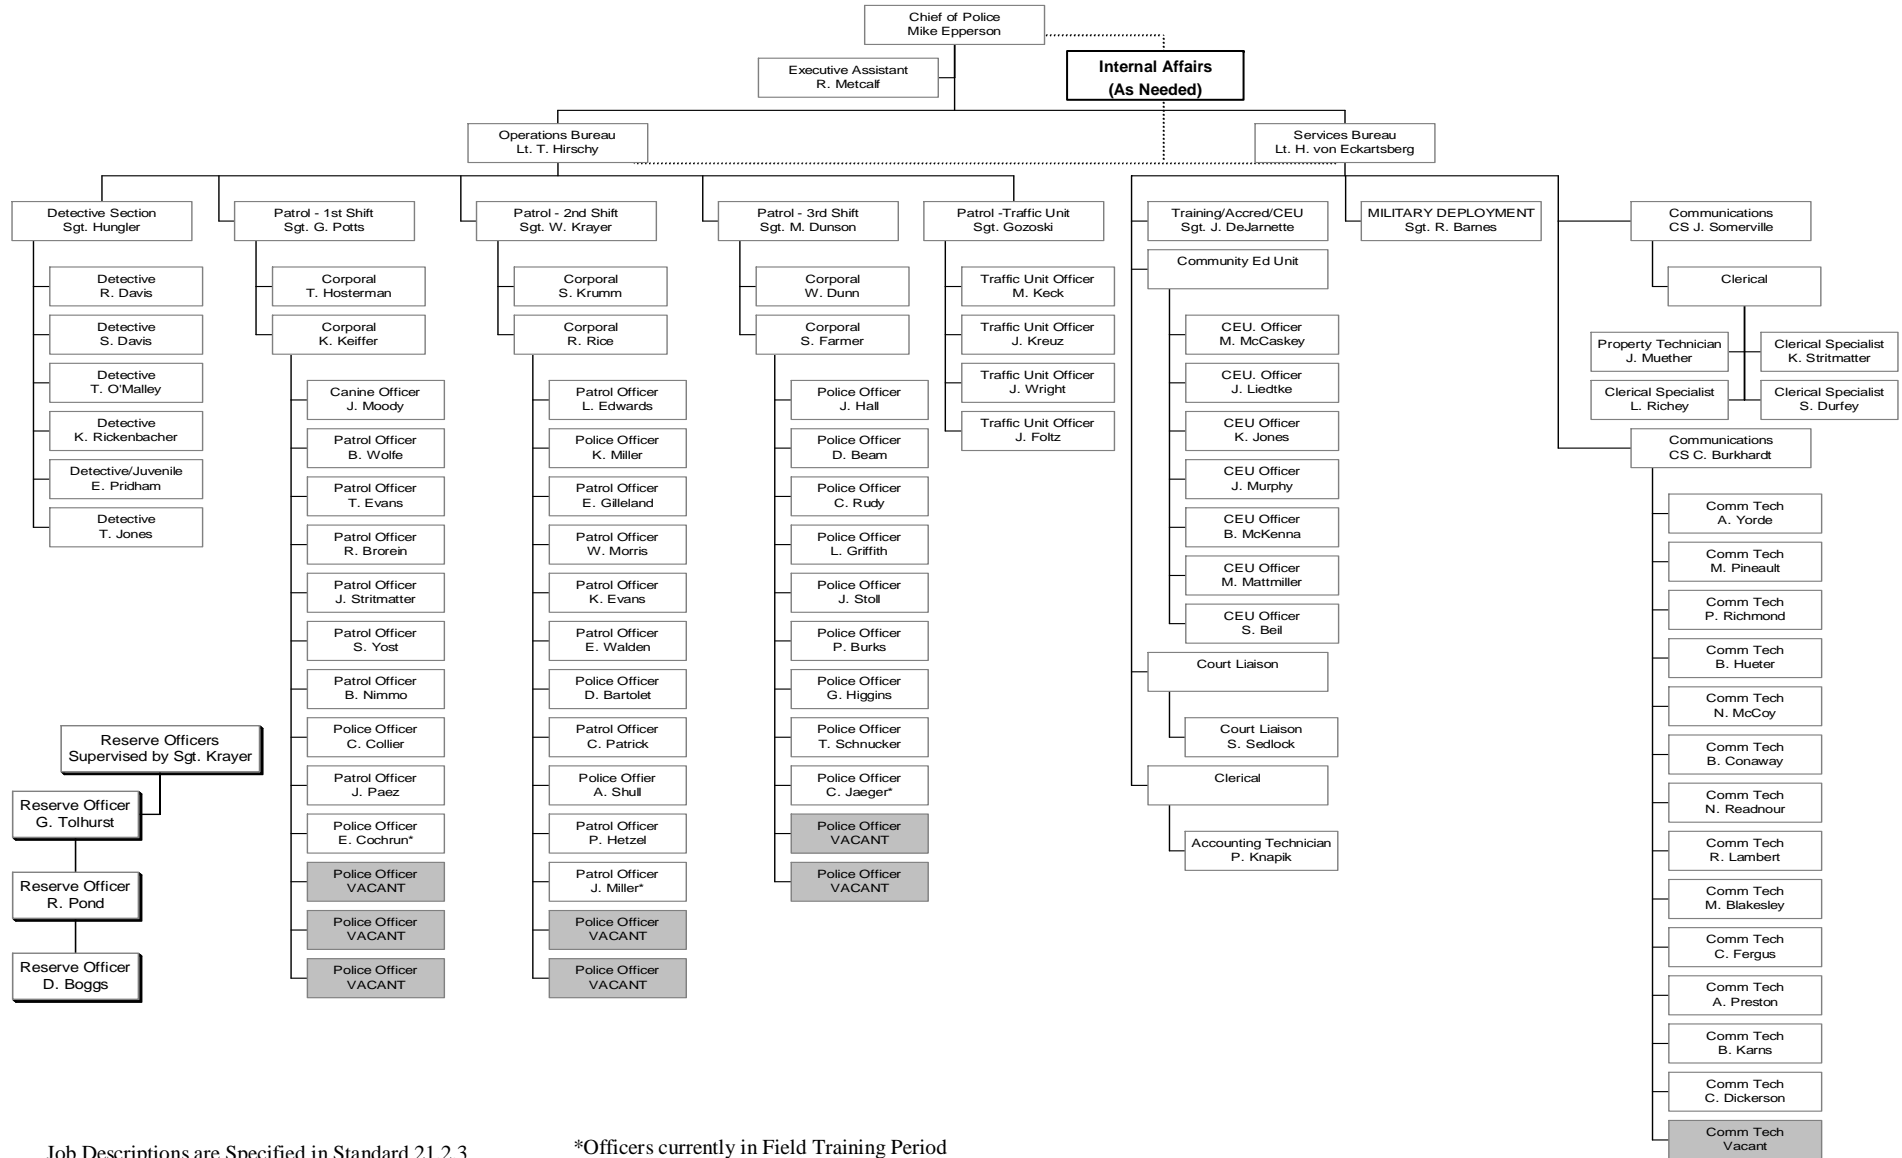 Chief of Police
Mike Epperson
Executive Assistant
R. Metcalf
Internal Affairs
(As Needed)
Operations Bureau
Lt. T. Hirschy
Services Bureau
Lt. H. von Eckartsberg
Detective Section
Sgt. Hungler
Detective
R. Davis
Detective
S. Davis
Detective
T. O'Malley
Detective
K. Rickenbacher
Detective/Juvenile
E. Pridham
Detective
T. Jones
Patrol - 1st Shift
Sgt. G. Potts
Corporal
T. Hosterman
Corporal
K. Keiffer
Canine Officer
J. Moody
Patrol Officer
B. Wolfe
Patrol Officer
T. Evans
Patrol Officer
R. Brorein
Patrol Officer
J. Stritmatter
Patrol Officer
S. Yost
Patrol Officer
B. Nimmo
Police Officer
C. Collier
Patrol Officer
J. Paez
Police Officer
E. Cochrun*
Police Officer
VACANT
Police Officer
VACANT
Police Officer
VACANT
Patrol - 2nd Shift
Sgt. W. Krayer
Corporal
S. Krumm
Corporal
R. Rice
Patrol Officer
L. Edwards
Police Officer
K. Miller
Patrol Officer
E. Gilleland
Patrol Officer
W. Morris
Patrol Officer
K. Evans
Patrol Officer
E. Walden
Police Officer
D. Bartolet
Patrol Officer
C. Patrick
Police Offier
A. Shull
Patrol Officer
P. Hetzel
Patrol Officer
J. Miller*
Police Officer
VACANT
Police Officer
VACANT
Patrol - 3rd Shift
Sgt. M. Dunson
Corporal
W. Dunn
Corporal
S. Farmer
Police Officer
J. Hall
Police Officer
D. Beam
Police Officer
C. Rudy
Police Officer
L. Griffith
Police Officer
J. Stoll
Police Officer
P. Burks
Police Officer
G. Higgins
Police Officer
T. Schnucker
Police Officer
C. Jaeger*
Police Officer
VACANT
Police Officer
VACANT
Patrol -Traffic Unit
Sgt. Gozoski
Traffic Unit Officer
M. Keck
Traffic Unit Officer
J. Kreuz
Traffic Unit Officer
J. Wright
Traffic Unit Officer
J. Foltz
Training/Accred/CEU
Sgt. J. DeJarnette
Community Ed Unit
CEU. Officer
M. McCaskey
CEU. Officer
J. Liedtke
CEU Officer
K. Jones
CEU Officer
J. Murphy
CEU Officer
B. McKenna
CEU Officer
M. Mattmiller
CEU Officer
S. Beil
Court Liaison
Court Liaison
S. Sedlock
Clerical
Accounting Technician
P. Knapik
MILITARY DEPLOYMENT
Sgt. R. Barnes
Communications
CS J. Somerville
Clerical
Property Technician
J. Muether
Clerical Specialist
K. Stritmatter
Clerical Specialist
L. Richey
Clerical Specialist
S. Durfey
Communications
CS C. Burkhardt
Comm Tech
A. Yorde
Comm Tech
M. Pineault
Comm Tech
P. Richmond
Comm Tech
B. Hueter
Comm Tech
N. McCoy
Comm Tech
B. Conaway
Comm Tech
N. Readnour
Comm Tech
R. Lambert
Comm Tech
M. Blakesley
Comm Tech
C. Fergus
Comm Tech
A. Preston
Comm Tech
B. Karns
Comm Tech
C. Dickerson
Comm Tech
Vacant
Reserve Officers
Supervised by Sgt. Krayer
Reserve Officer
G. Tolhurst
Reserve Officer
R. Pond
Reserve Officer
D. Boggs
Job Descriptions are Specified in Standard 21.2.3
*Officers currently in Field Training Period